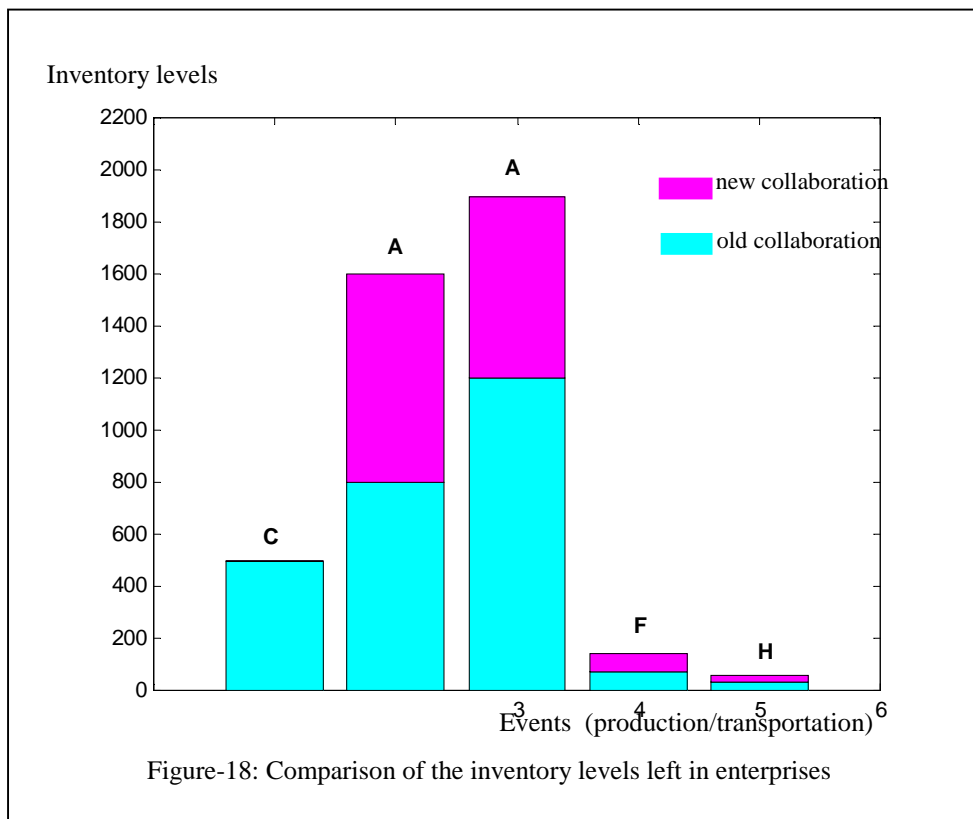 Inventory levels
2200
2000
1800
1600
1400
1200
1000
800
600
400
200
0
C
A
A
F
H
new collaboration
old collaboration
3 4 5 6
Events (production/transportation)
Figure-18: Comparison of the inventory levels left in enterprises